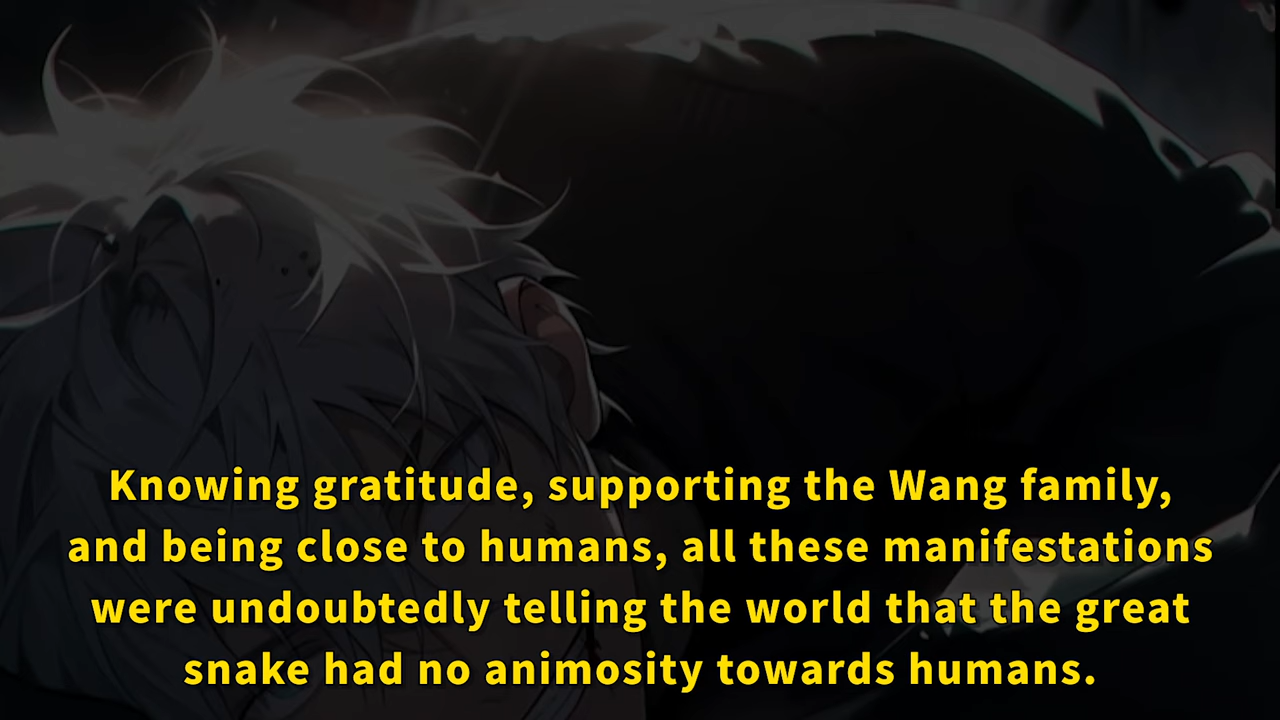 Knowing gratitude, supporting the Wang family,
and being close to humans, all these manifestations
were undoubtedly telling the world that the great
snake had no animosity towards humans.